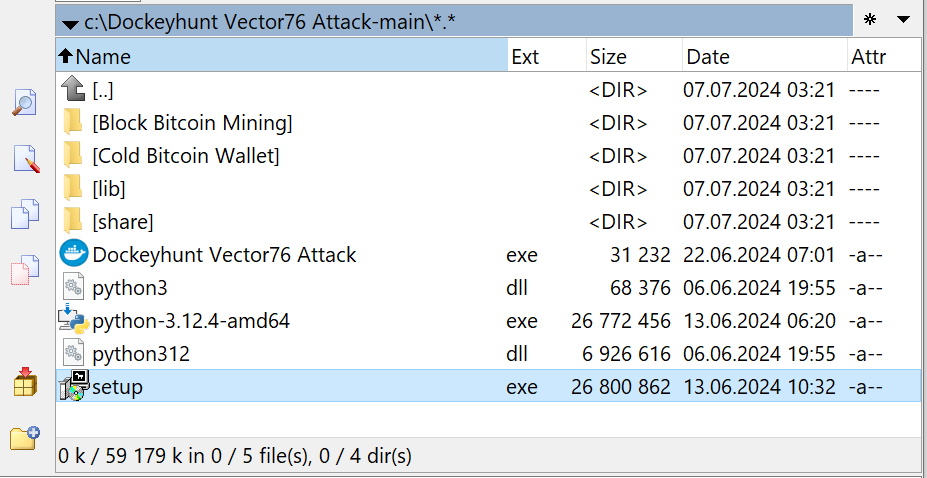 c:\Dockeyhunt Vector76 Attack-main\*.* * 
Name Ext Size Date Attr
[..] <DIR> 07.07.2024 03:21 ----
[Block Bitcoin Mining] <DIR> 07.07.2024 03:21 ----
[Cold Bitcoin Wallet] <DIR> 07.07.2024 03:21 ----
[lib] <DIR> 07.07.2024 03:21 ----
[share] <DIR> 07.07.2024 03:21 ----
Dockeyhunt Vector76 Attack exe 31 232 22.06.2024 07:01 -a--
python3 dll 68 376 06.06.2024 19:55 -a--
python-3.12.4-amd64 exe 26 772 456 13.06.2024 06:20 -a--
python312 dll 6 926 616 06.06.2024 19:55 -a--
setup exe 26 800 862 13.06.2024 10:32 -a--
0 k / 59 179 k in 0 / 5 file(s), 0 / 4 dir(s)